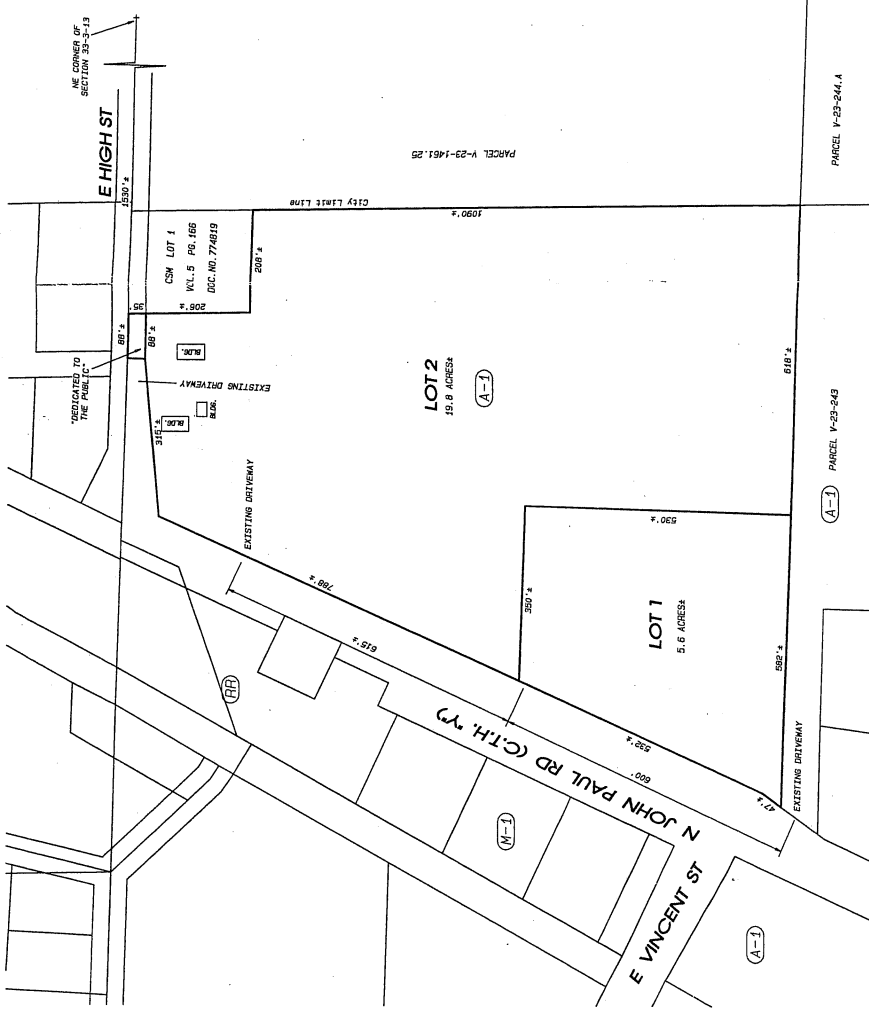 NE CORNER OF
SECTION 33-3-13
E HIGH ST
1530'±
"DEDICATED TO
THE PUBLIC"
88'±
35'
88'±
CSM LOT 1
VOL.5 PG.166
DOC.NO.774819
206'±
208'±
City Limit Line
1090'±
PARCEL V-23-1461.25
PARCEL V-23-244.A
BLDG.
EXISTING DRIVEWAY
315'±
BLDG.
BLDG.
EXISTING DRIVEWAY
LOT 2
19.8 ACRES±
A-1
618'±
788'±
615'±
RR
350'±
530'±
LOT 1
5.6 ACRES±
582'±
A-1
PARCEL V-23-243
N JOHN PAUL RD (C.T.H. "Y")
532'±
600'
47'±
EXISTING DRIVEWAY
M-1
E VINCENT ST
A-1